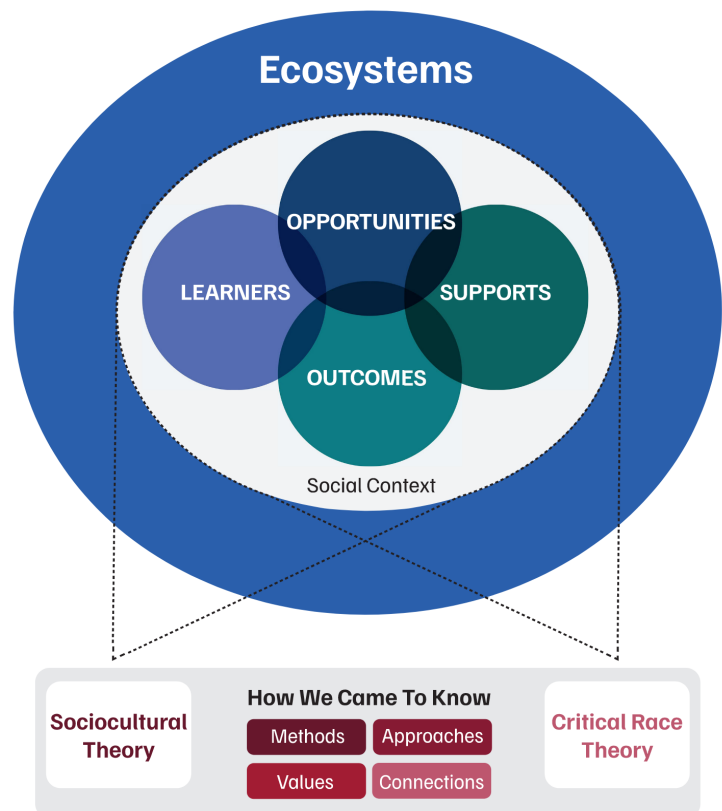 Ecosystems
OPPORTUNITIES
LEARNERS
SUPPORTS
OUTCOMES
Social Context
Sociocultural
Theory
How We Came To Know
Methods
Approaches
Values
Connections
Critical Race
Theory